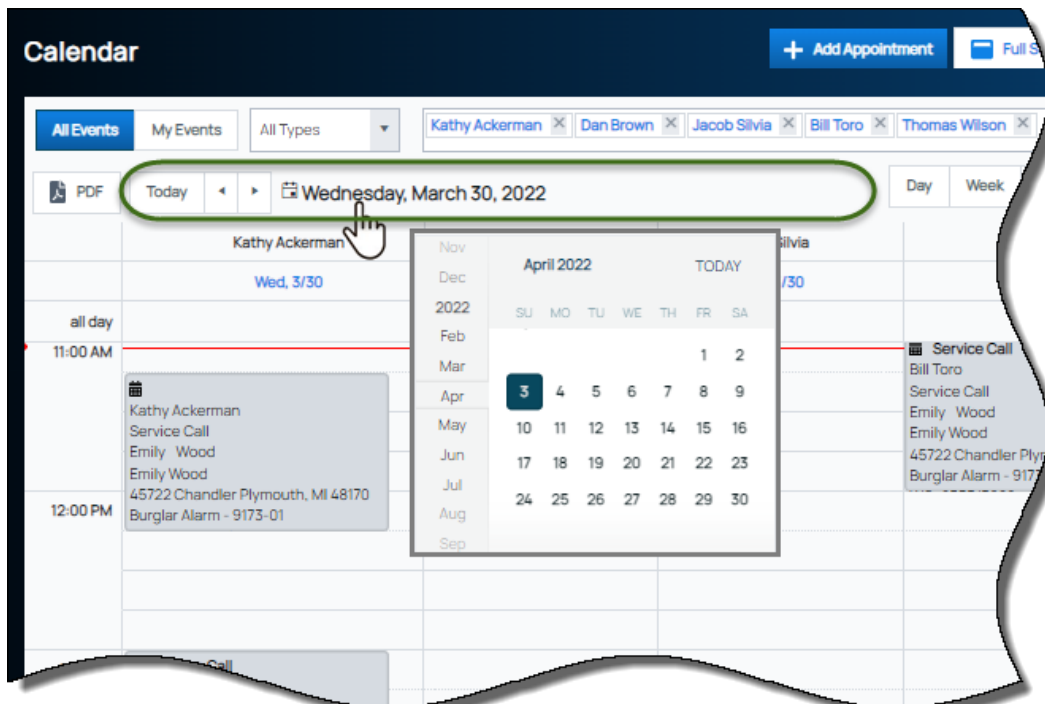 Calendar
+ Add Appointment
Full S
All Events
My Events
All Types
Kathy Ackerman × Dan Brown × Jacob Silvia × Bill Toro × Thomas Wilson ×
PDF
Today
Wednesday, March 30, 2022
Day
Week
Kathy Ackerman
ilvia
Wed, 3/30
/30
all day
11:00 AM
12:00 PM
Kathy Ackerman
Service Call
Emily Wood
Emily Wood
45722 Chandler Plymouth, MI 48170
Burglar Alarm - 9173-01
Nov
Dec
2022
Feb
Mar
Apr
May
Jun
Jul
Aug
Sep
April 2022
TODAY
SU MO TU WE TH FR SA
1 2
3 4 5 6 7 8 9
10 11 12 13 14 15 16
17 18 19 20 21 22 23
24 25 26 27 28 29 30
Service Call
Bill Toro
Service Call
Emily Wood
Emily Wood
45722 Chandler Ply
Burglar Alarm - 917
Call